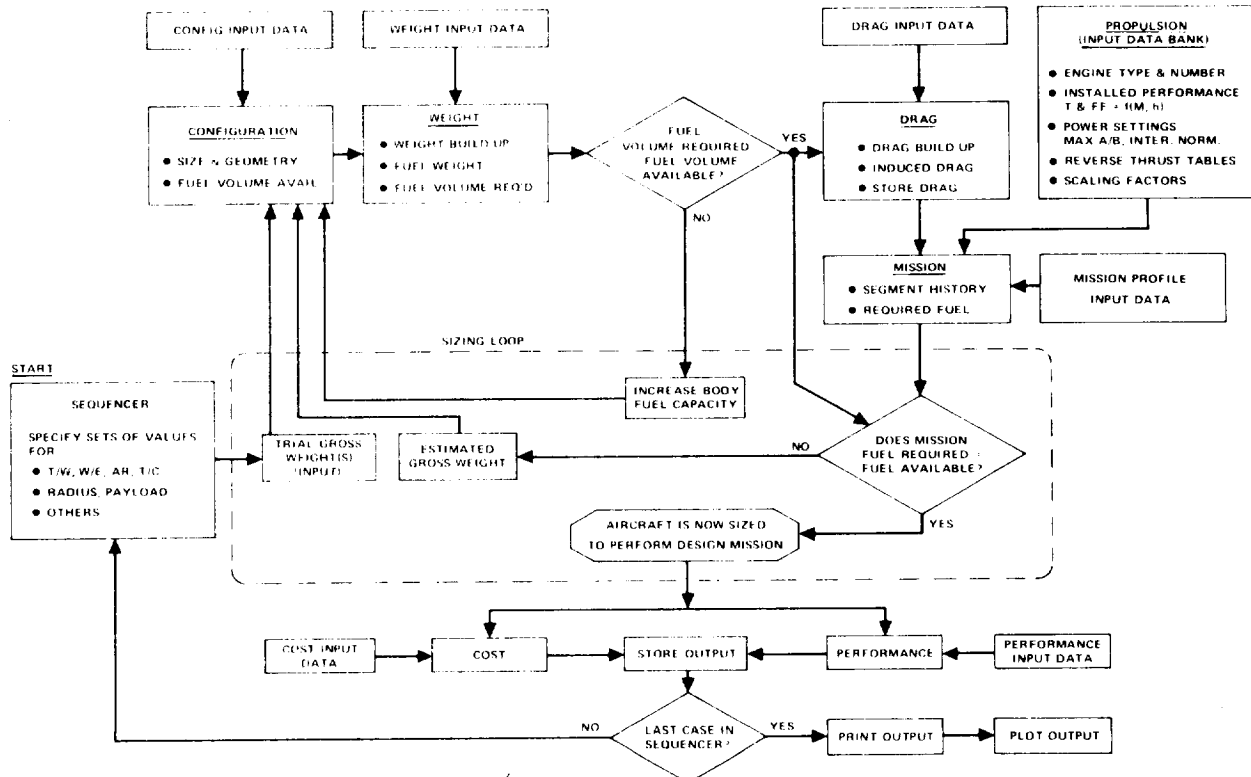 CONFIG INPUT DATA
WEIGHT INPUT DATA
DRAG INPUT DATA
PROPULSION
(INPUT DATA BANK)
● ENGINE TYPE & NUMBER
● INSTALLED PERFORMANCE
T & FF = f(M, h)
● POWER SETTINGS
MAX A/B, INTER. NORM.
● REVERSE THRUST TABLES
● SCALING FACTORS
CONFIGURATION
● SIZE & GEOMETRY
● FUEL VOLUME AVAIL
WEIGHT
● WEIGHT BUILD UP
● FUEL WEIGHT
● FUEL VOLUME REQ'D
FUEL
VOLUME REQUIRED
FUEL VOLUME
AVAILABLE?
YES
NO
DRAG
● DRAG BUILD UP
● INDUCED DRAG
● STORE DRAG
MISSION
● SEGMENT HISTORY
● REQUIRED FUEL
MISSION PROFILE
INPUT DATA
SIZING LOOP
START
SEQUENCER
SPECIFY SETS OF VALUES
FOR
● T/W, W/S, AR, T/C
● RADIUS, PAYLOAD
● OTHERS
TRIAL GROSS
WEIGHT(S)
(INPUT)
ESTIMATED
GROSS WEIGHT
INCREASE BODY
FUEL CAPACITY
NO
DOES MISSION
FUEL REQUIRED =
FUEL AVAILABLE?
YES
AIRCRAFT IS NOW SIZED
TO PERFORM DESIGN MISSION
COST INPUT
DATA
COST
STORE OUTPUT
PERFORMANCE
PERFORMANCE
INPUT DATA
NO
LAST CASE IN
SEQUENCER?
YES
PRINT OUTPUT
PLOT OUTPUT